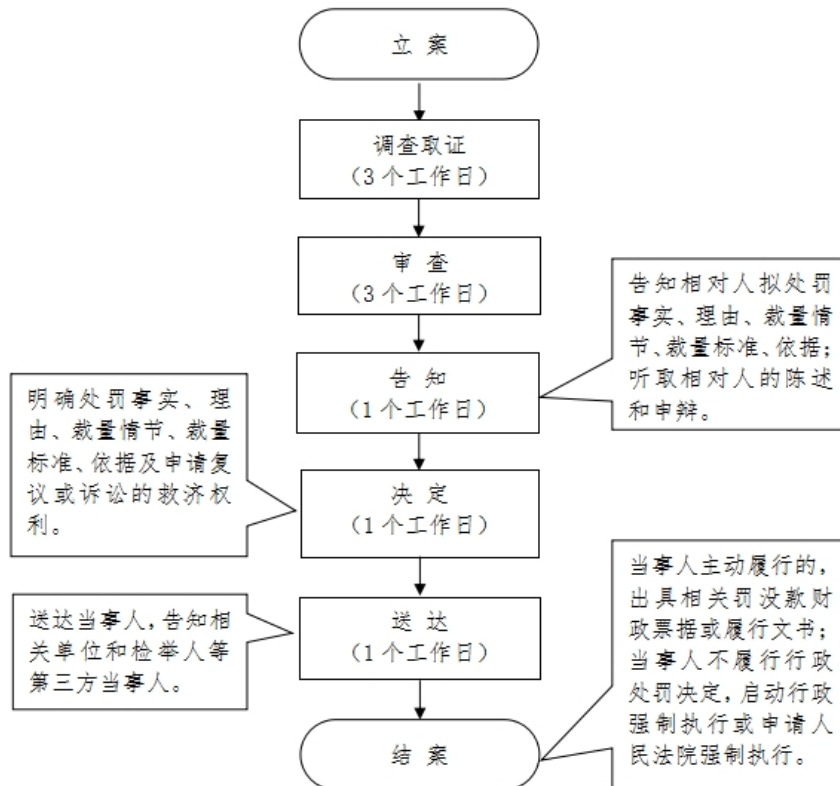 立 案
调查取证
（3 个工作日）
审 查
（3 个工作日）
告知相对人拟处罚
事实、理由、裁量情
节、裁量标准、依据；
听取相对人的陈述
和申辩。
告 知
（1 个工作日）
明确处罚事实、理
由、裁量情节、裁量
标准、依据及申请复
议或诉讼的救济权
利。
决 定
（1 个工作日）
送达当事人，告知相
关单位和检举人等
第三方当事人。
送 达
（1 个工作日）
当事人主动履行的，
出具相关罚没款财
政票据或履行文书；
当事人不履行行政
处罚决定，启动行政
强制执行或申请人
民法院强制执行。
结 案